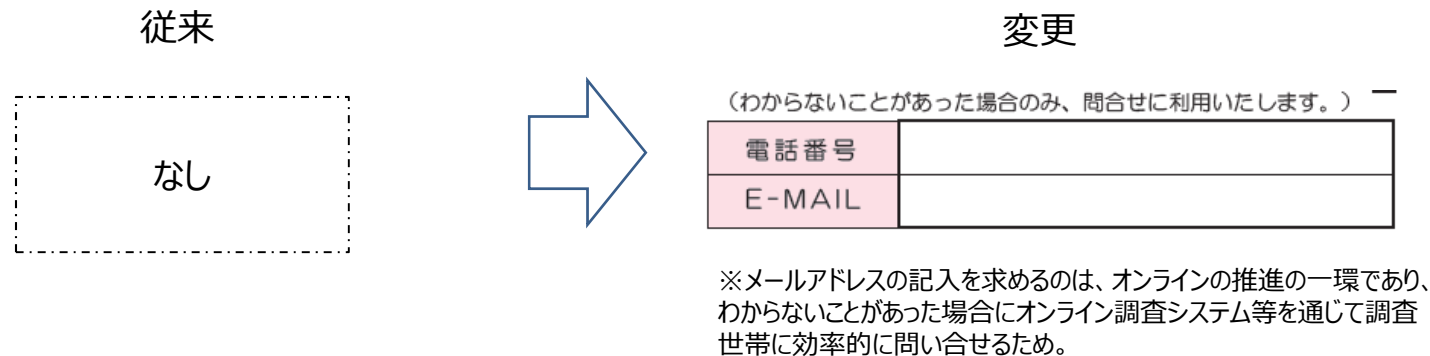 従来
変更
なし
（わからないことがあった場合のみ、問合せに利用いたします。）
電話番号
E-MAIL
※メールアドレスの記入を求めるのは、オンラインの推進の一環であり、
わからないことがあった場合にオンライン調査システム等を通じて調査
世帯に効率的に問い合せるため。